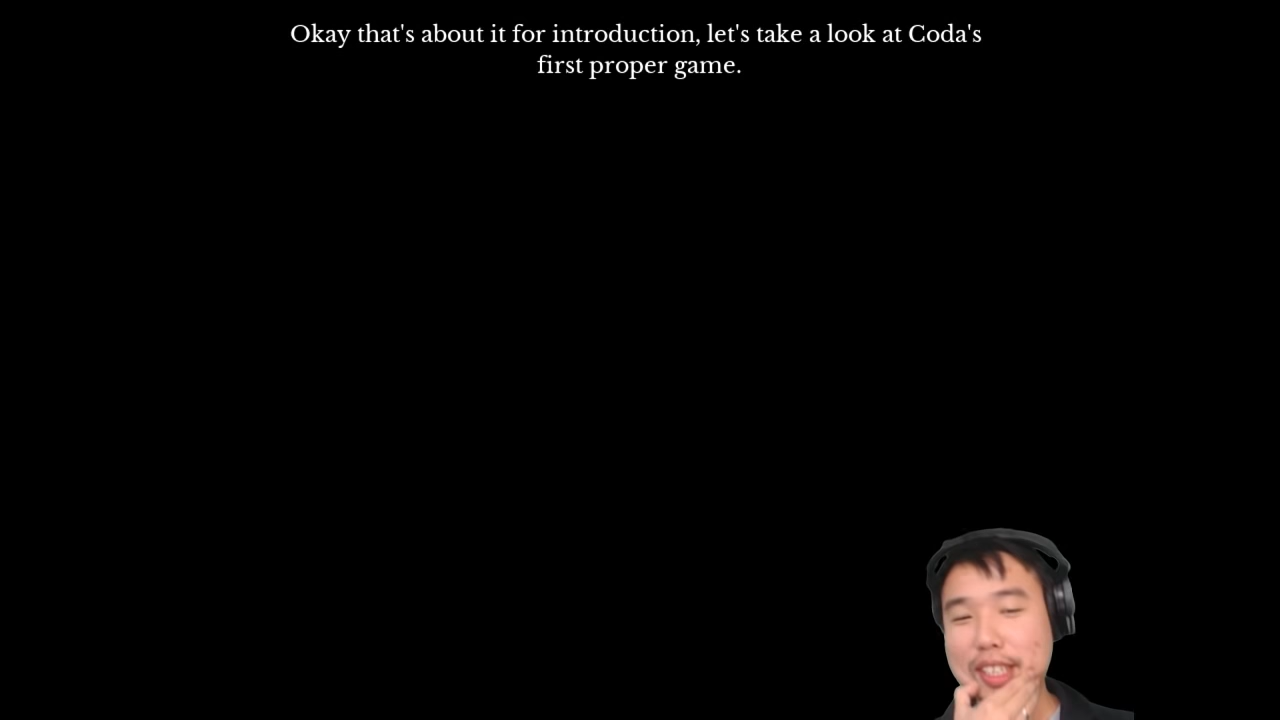 Okay that's about it for introduction, let's take a look at Coda's
first proper game.